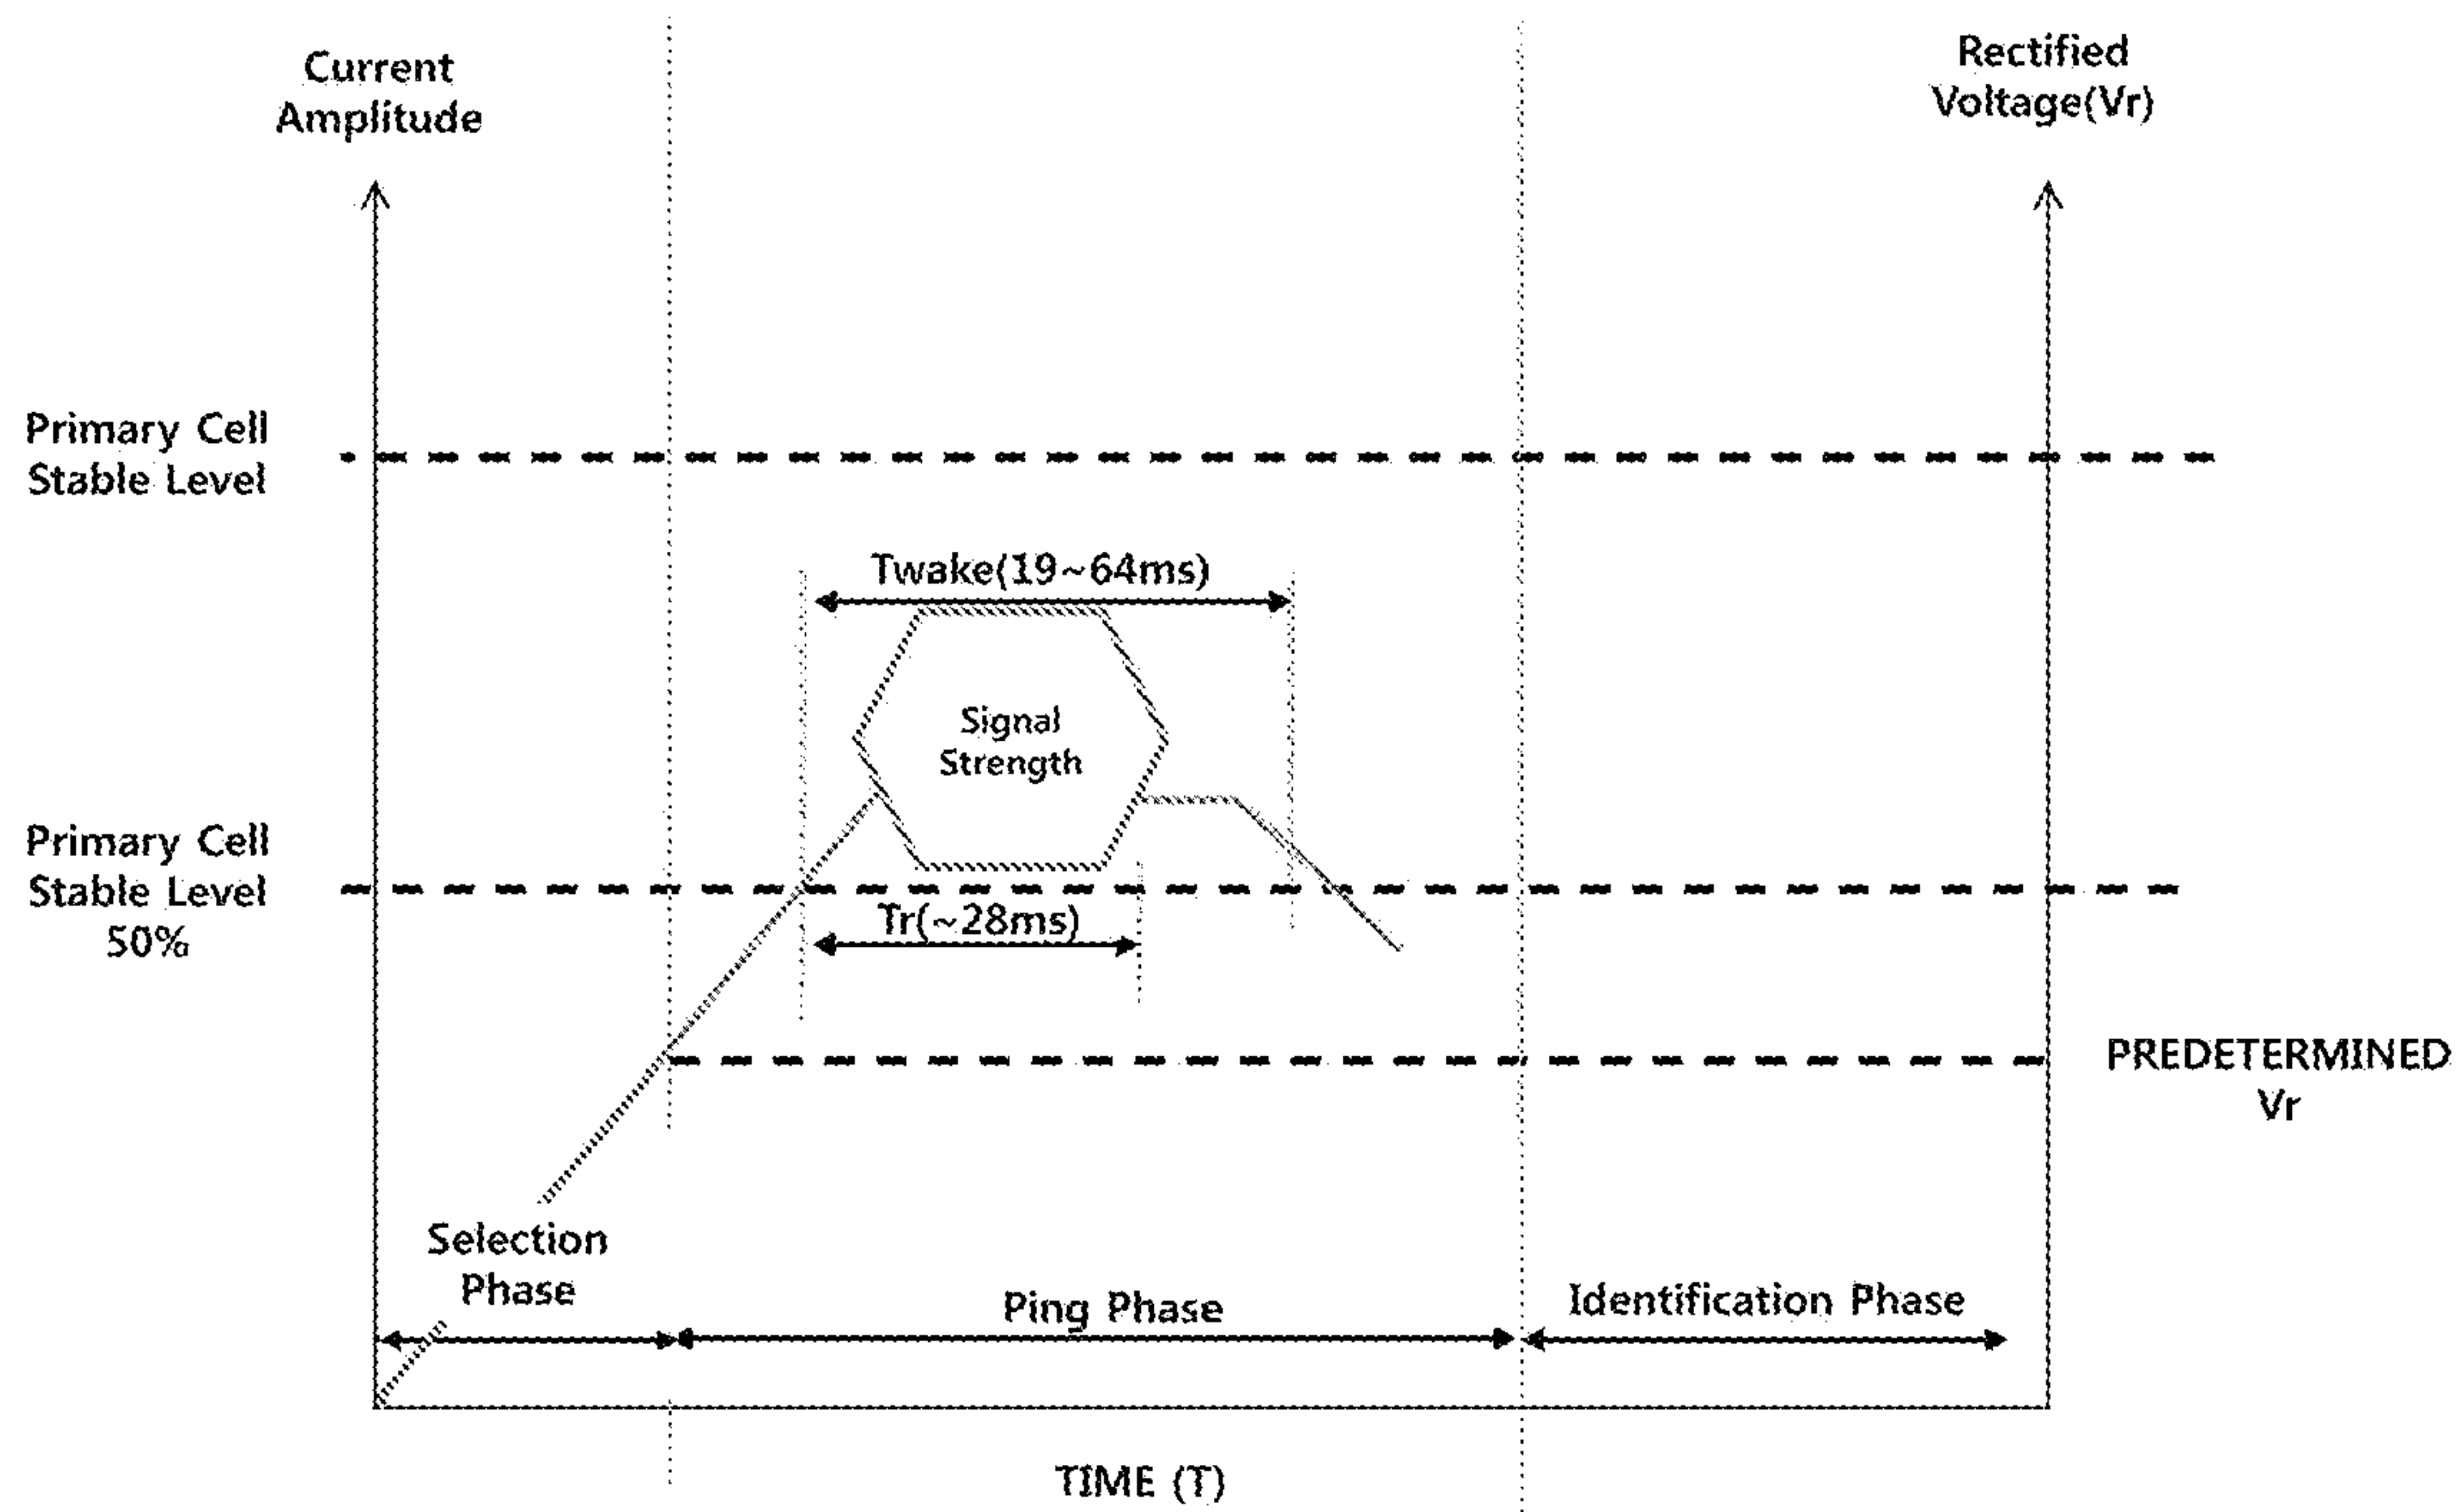 Current
Amplitude
Rectified
Voltage(Vr)
Primary Cell
Stable Level
Twake(19~64ms)
Signal
Strength
Primary Cell
Stable Level
50%
Tr(~28ms)
PREDETERMINED
Vr
Selection
Phase
Ping Phase
Identification Phase
TIME (T)